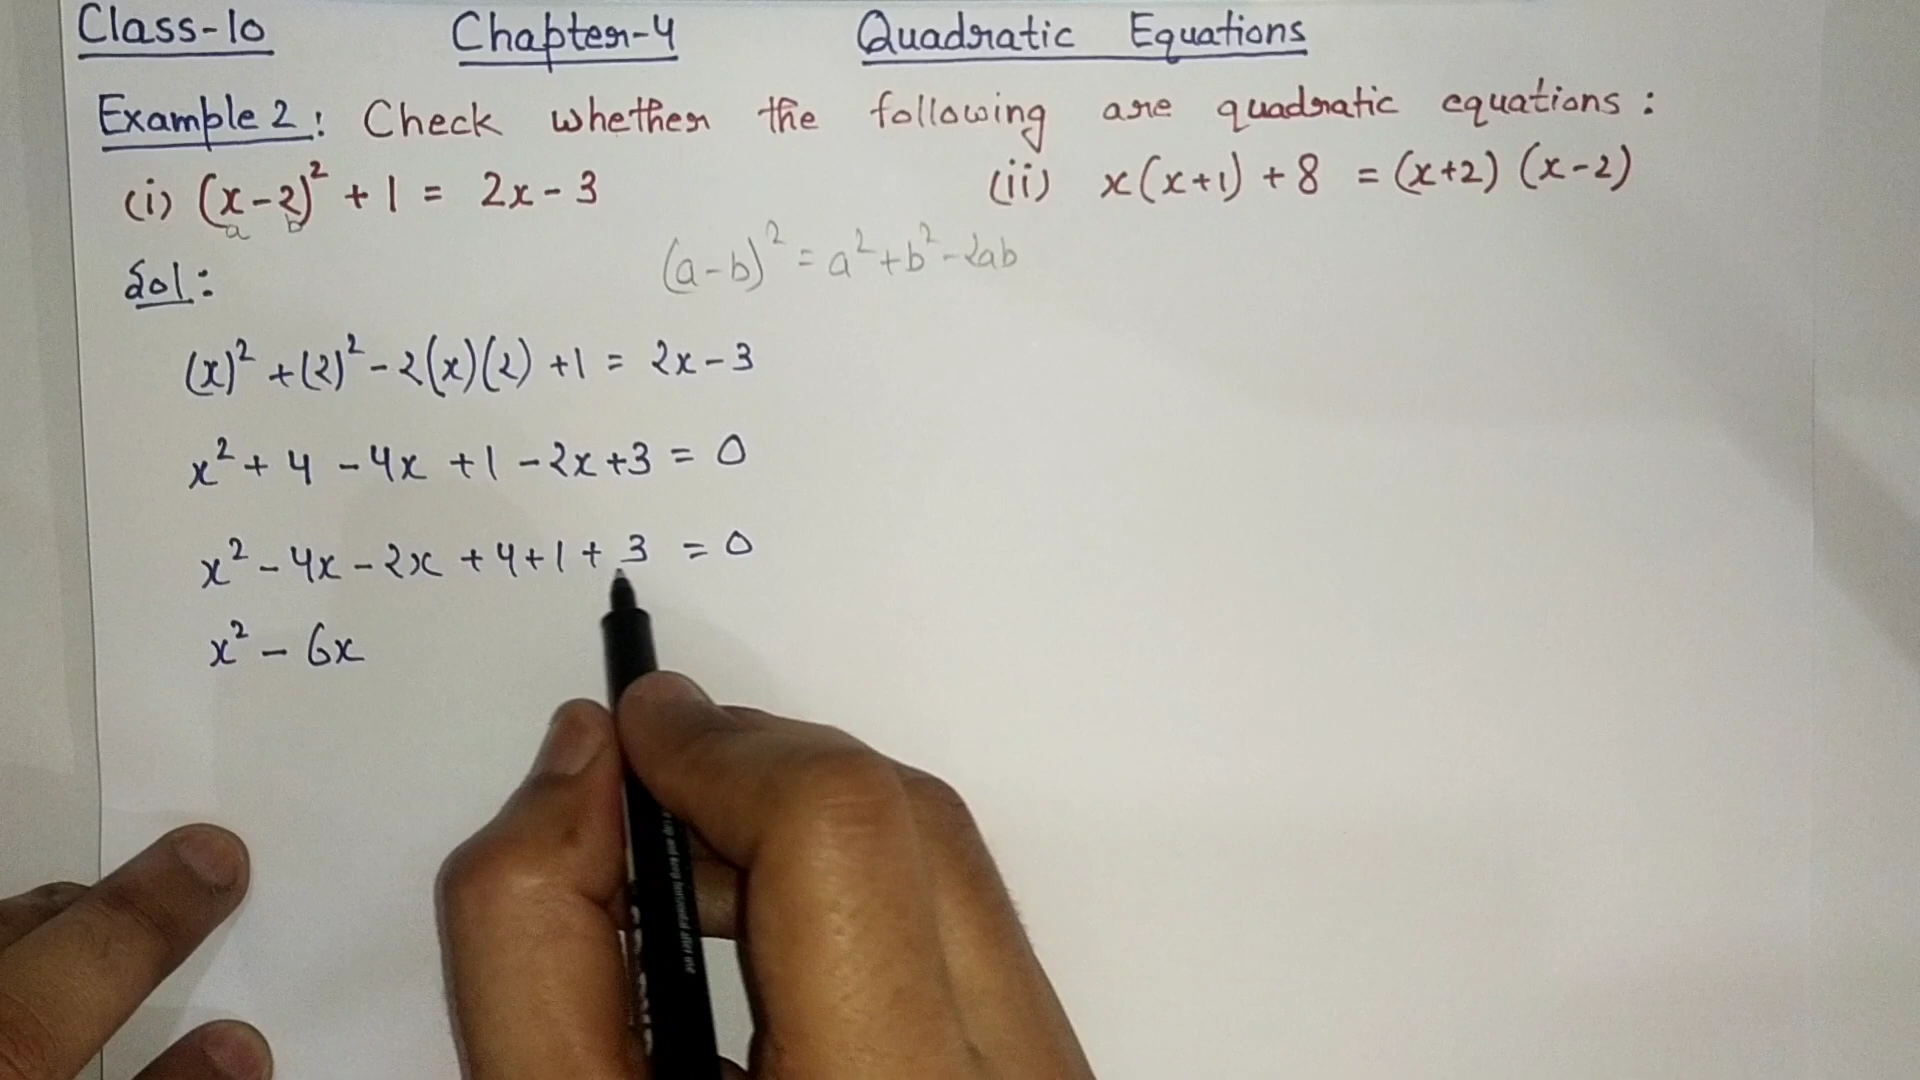 Class-10 Chapter-4 Quadratic Equations
Example 2: Check whether the following are quadratic equations:
(i) (x-2)² + 1 = 2x - 3 (ii) x(x+1) + 8 = (x+2) (x-2)
a b
(a-b)² = a² + b² - 2ab
Sol:
(x)² + (2)² - 2(x)(2) + 1 = 2x - 3
x² + 4 - 4x + 1 - 2x + 3 = 0
x² - 4x - 2x + 4 + 1 + 3 = 0
x² - 6x